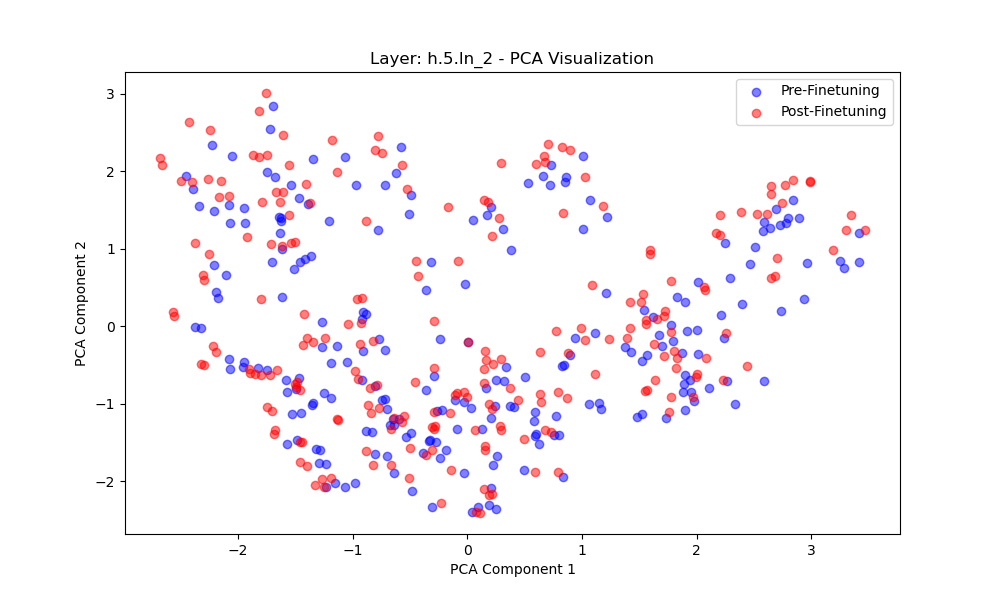 Layer: h.5.ln_2 - PCA Visualization
Pre-Finetuning
Post-Finetuning
3
2
1
0
−1
−2
PCA Component 2
−2
−1
0
1
2
3
PCA Component 1